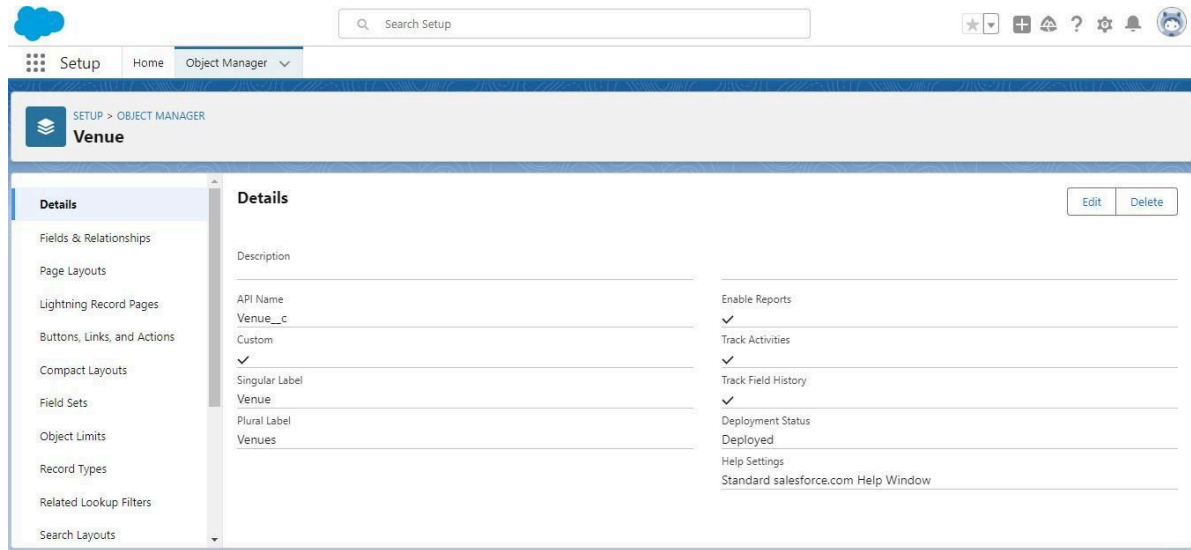 Search Setup
Setup
Home
Object Manager
SETUP > OBJECT MANAGER
Venue
Details
Fields & Relationships
Page Layouts
Lightning Record Pages
Buttons, Links, and Actions
Compact Layouts
Field Sets
Object Limits
Record Types
Related Lookup Filters
Search Layouts
Details
Edit
Delete
Description
API Name
Venue__c
Custom
Singular Label
Venue
Plural Label
Venues
Enable Reports
Track Activities
Track Field History
Deployment Status
Deployed
Help Settings
Standard salesforce.com Help Window